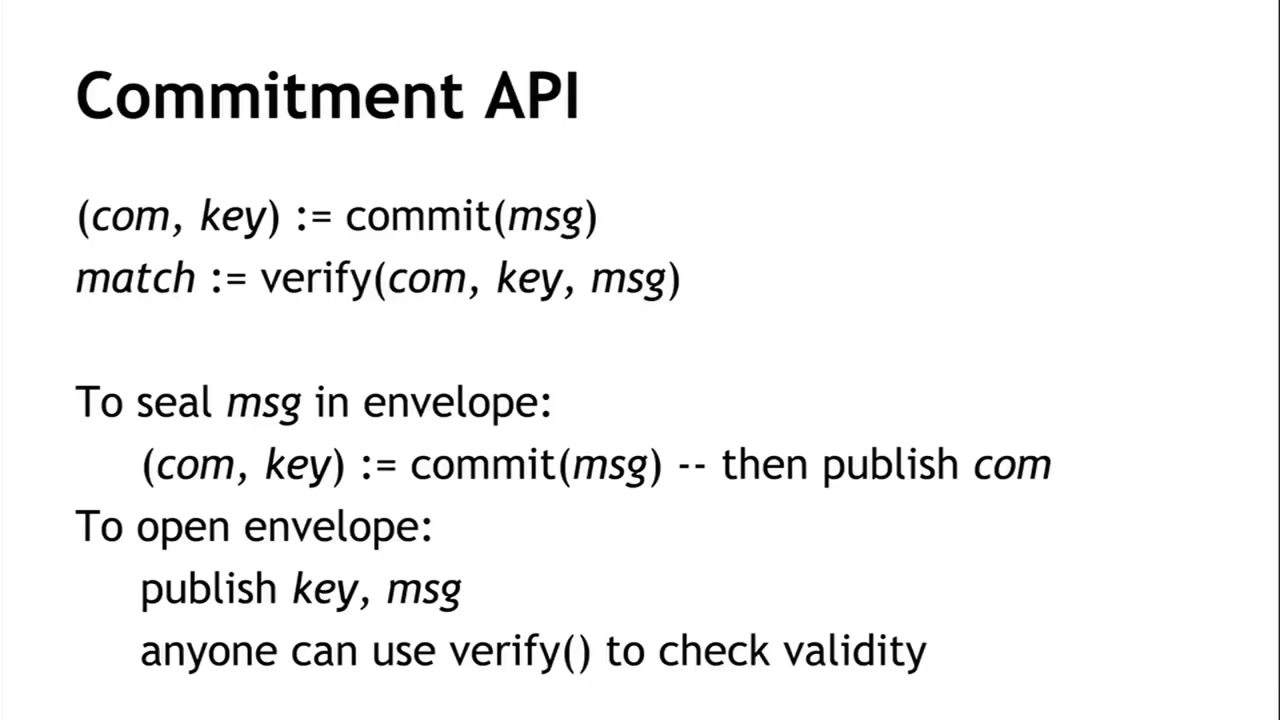 Commitment API
(com, key) := commit(msg)
match := verify(com, key, msg)
To seal msg in envelope:
(com, key) := commit(msg) -- then publish com
To open envelope:
publish key, msg
anyone can use verify() to check validity